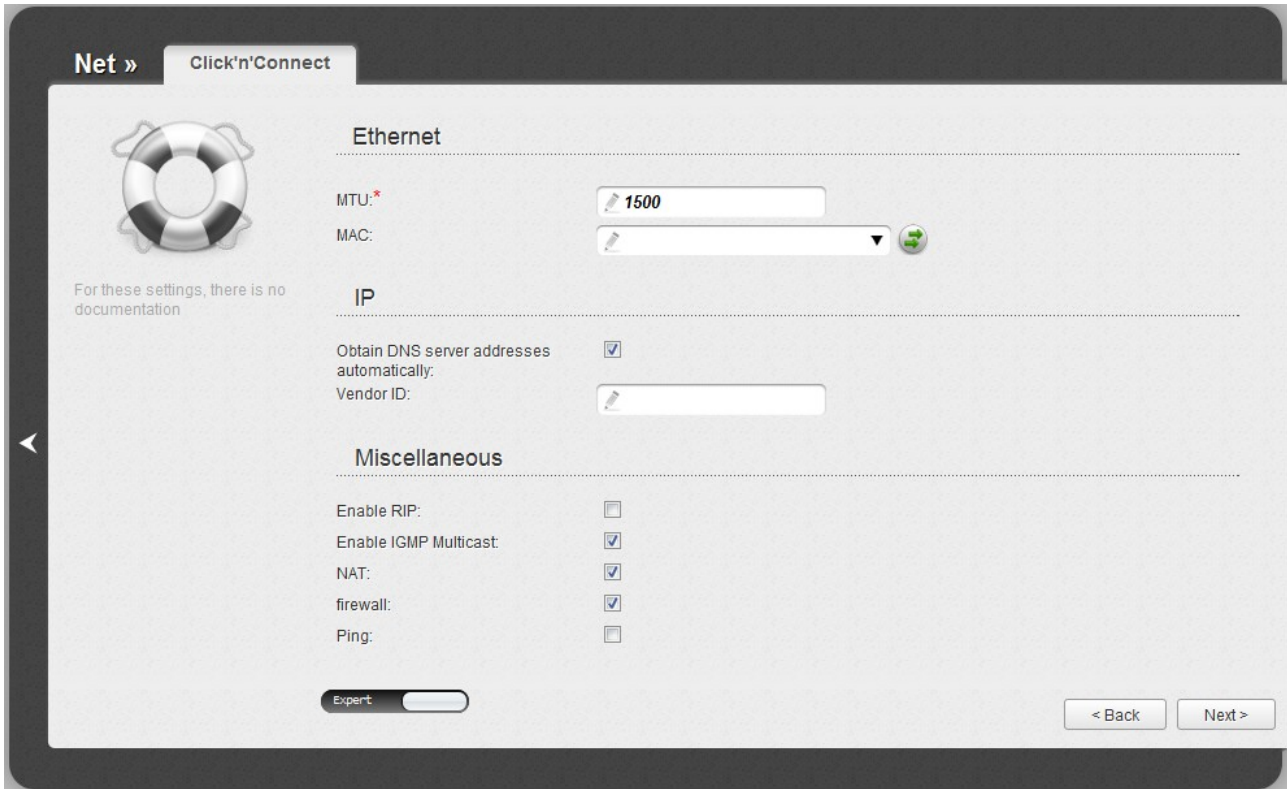 Net »
Click'n'Connect
For these settings, there is no
documentation
Ethernet
MTU:*
1500
MAC:
IP
Obtain DNS server addresses
automatically:
Vendor ID:
Miscellaneous
Enable RIP:
Enable IGMP Multicast:
NAT:
firewall:
Ping:
Expert
< Back
Next >